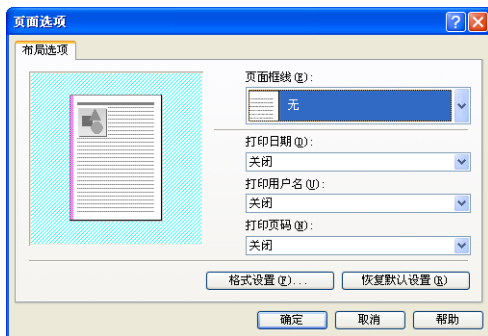 页面选项
布局选项
页面框线(E):
无
打印日期(D):
关闭
打印用户名(U):
关闭
打印页码(N):
关闭
格式设置(F)...
恢复默认设置(R)
确定
取消
帮助